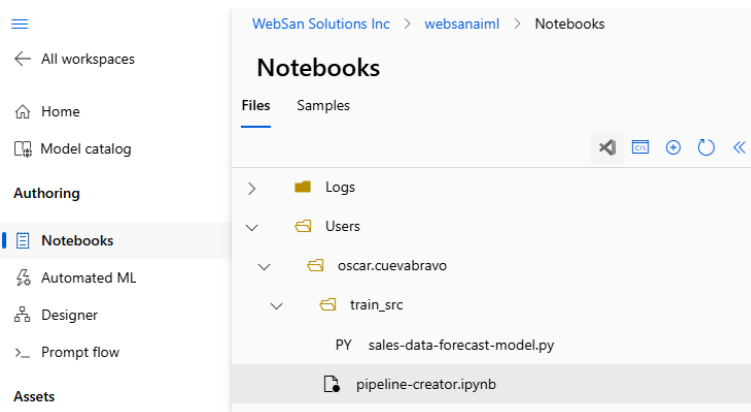 WebSan Solutions Inc > websanaiml > Notebooks
All workspaces
Notebooks
Files Samples
Home
Model catalog
Authoring
Notebooks
Automated ML
Designer
Prompt flow
Assets
Logs
Users
oscar.cuevabravo
train_src
PY sales-data-forecast-model.py
pipeline-creator.ipynb